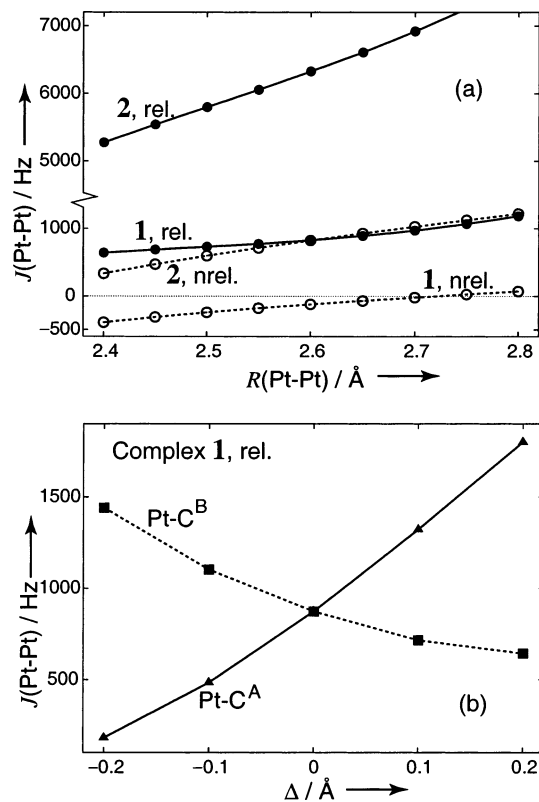 7000
(a)
6000
2, rel.
5000
J(Pt-Pt) / Hz
1000
1, rel.
2, nrel.
1, nrel.
0
−500
2.4 2.5 2.6 2.7 2.8
R(Pt-Pt) / Å
Complex 1, rel.
1500
Pt-C^B
J(Pt-Pt) / Hz
1000
500
Pt-C^A
(b)
−0.2 −0.1 0 0.1 0.2
Δ / Å